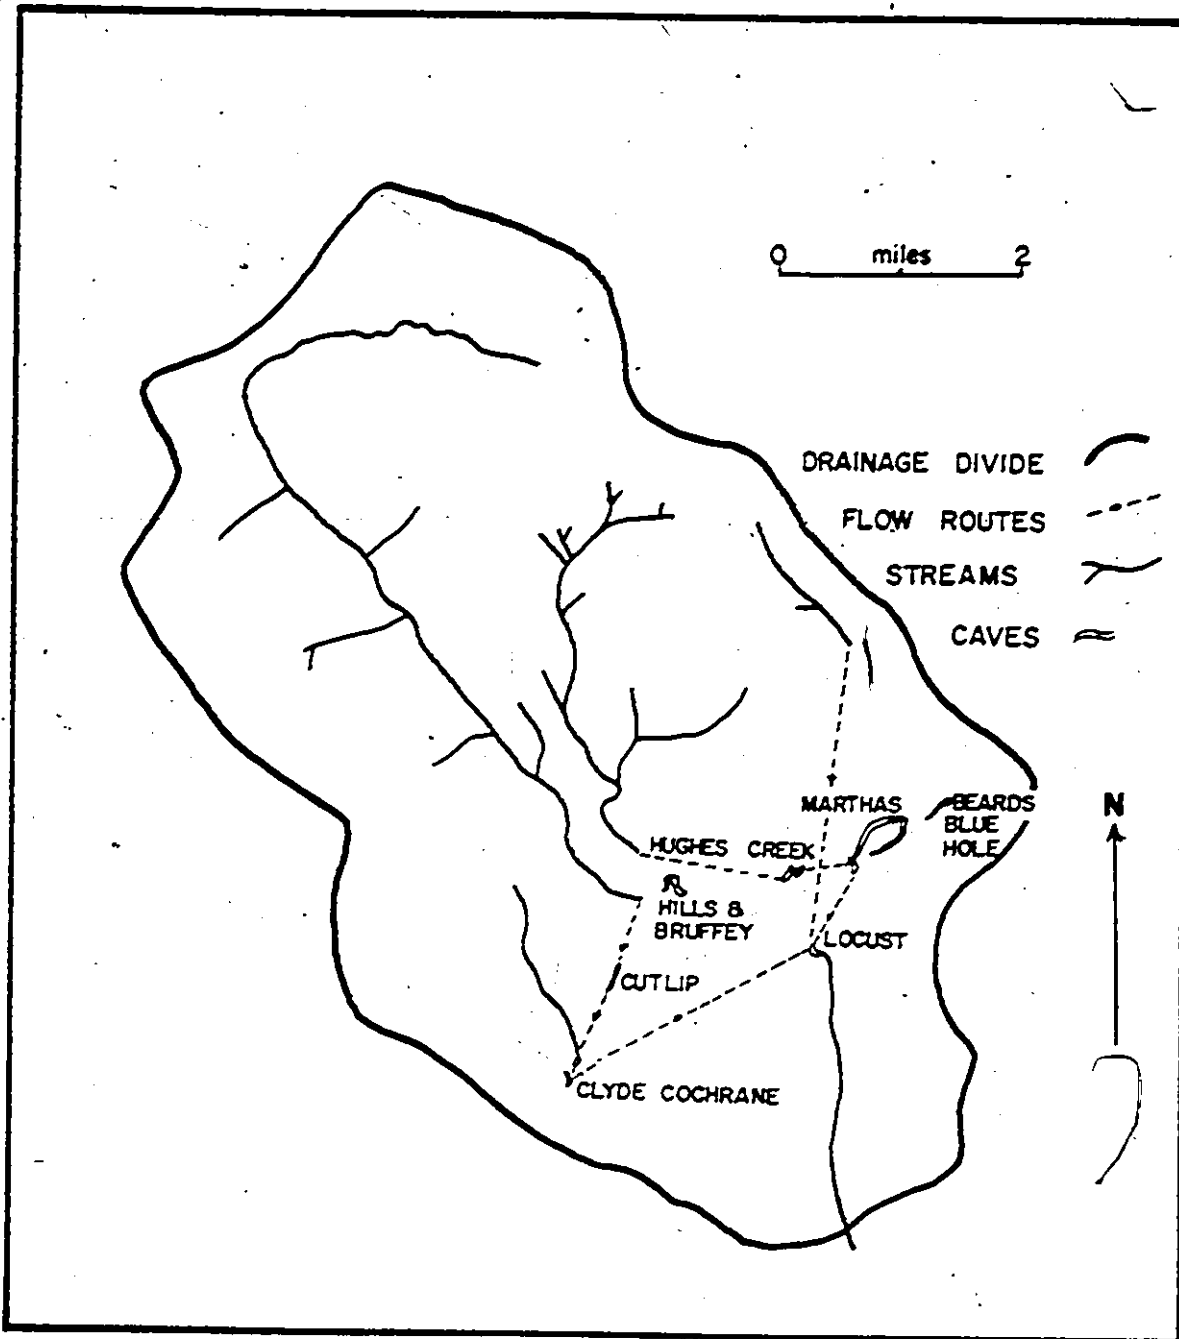 0 miles 2
DRAINAGE DIVIDE
FLOW ROUTES
STREAMS
CAVES
N
MARTHAS
BEARDS
BLUE
HOLE
HUGHES CREEK
HILLS &
BRUFFEY
LOCUST
CUTLIP
CLYDE COCHRANE